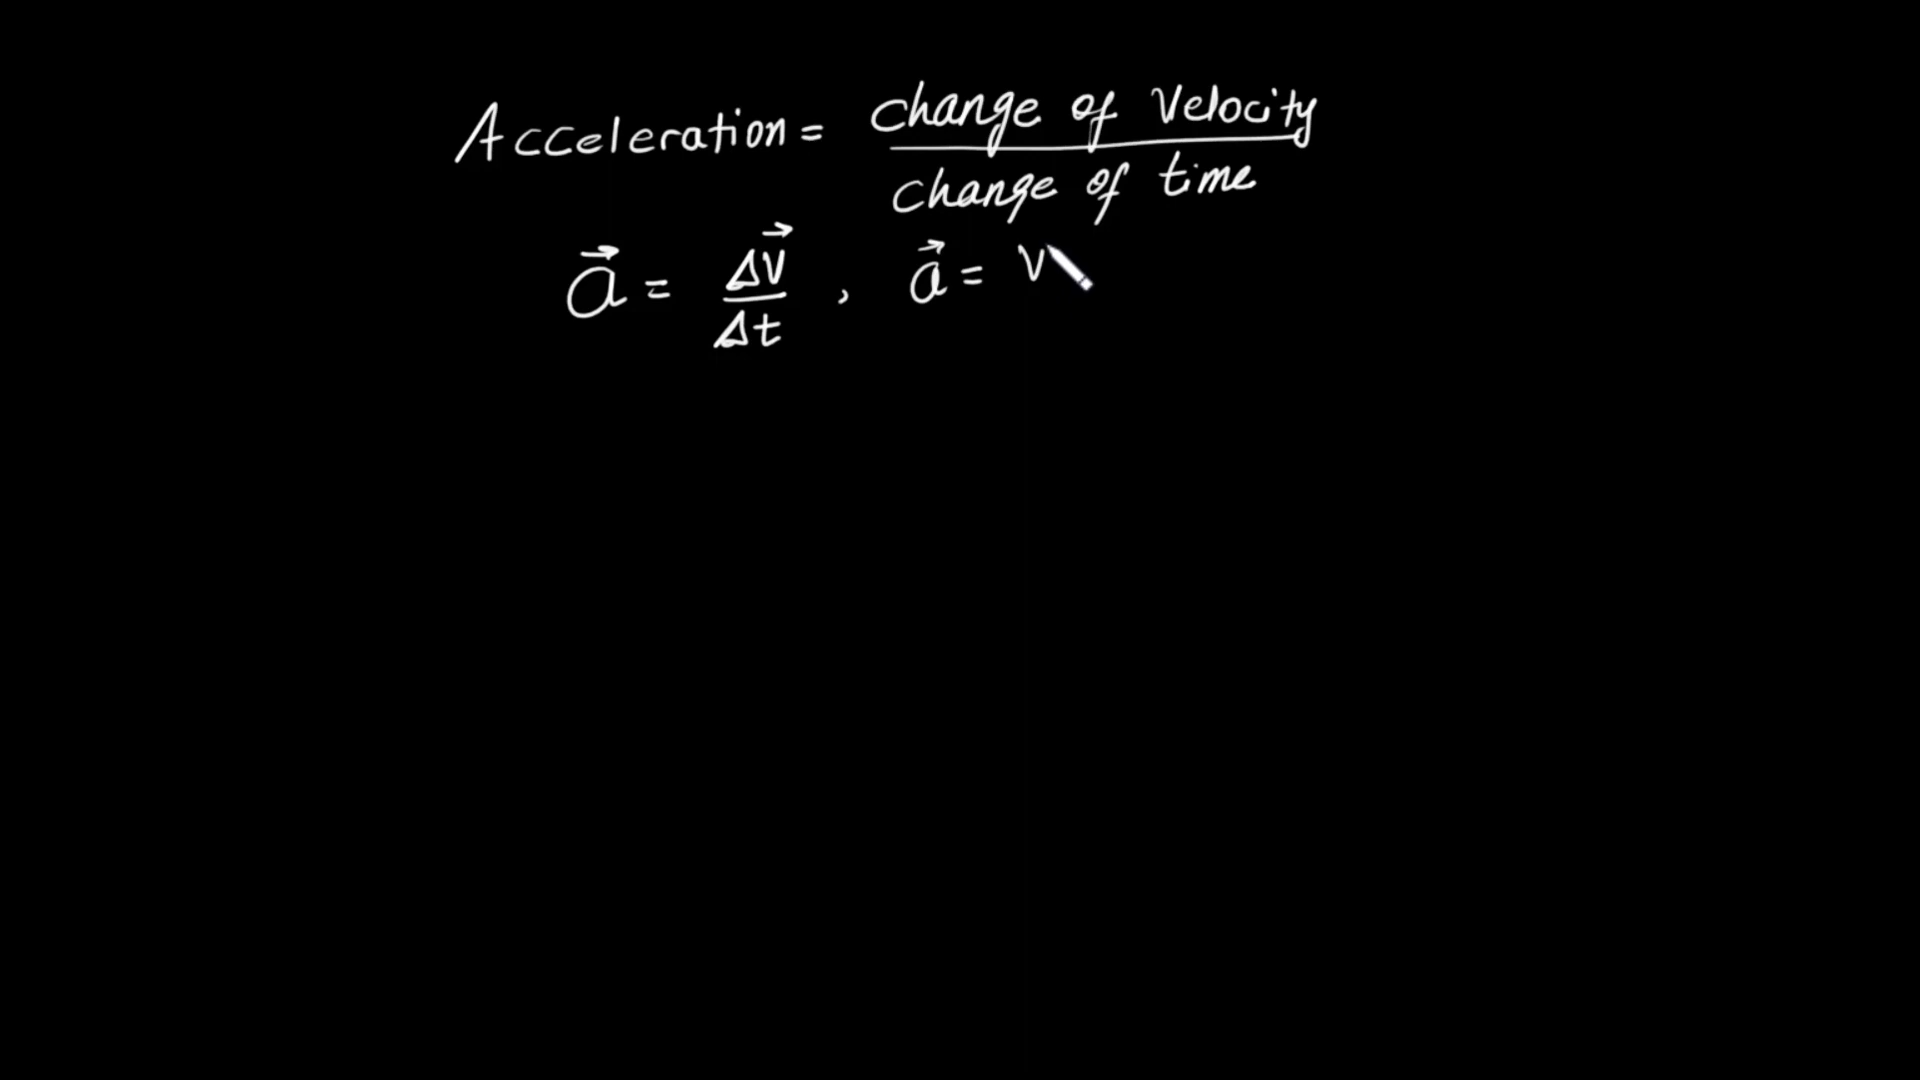 Acceleration = change of velocity / change of time
a⃗ = Δv⃗ / Δt , a⃗ = v